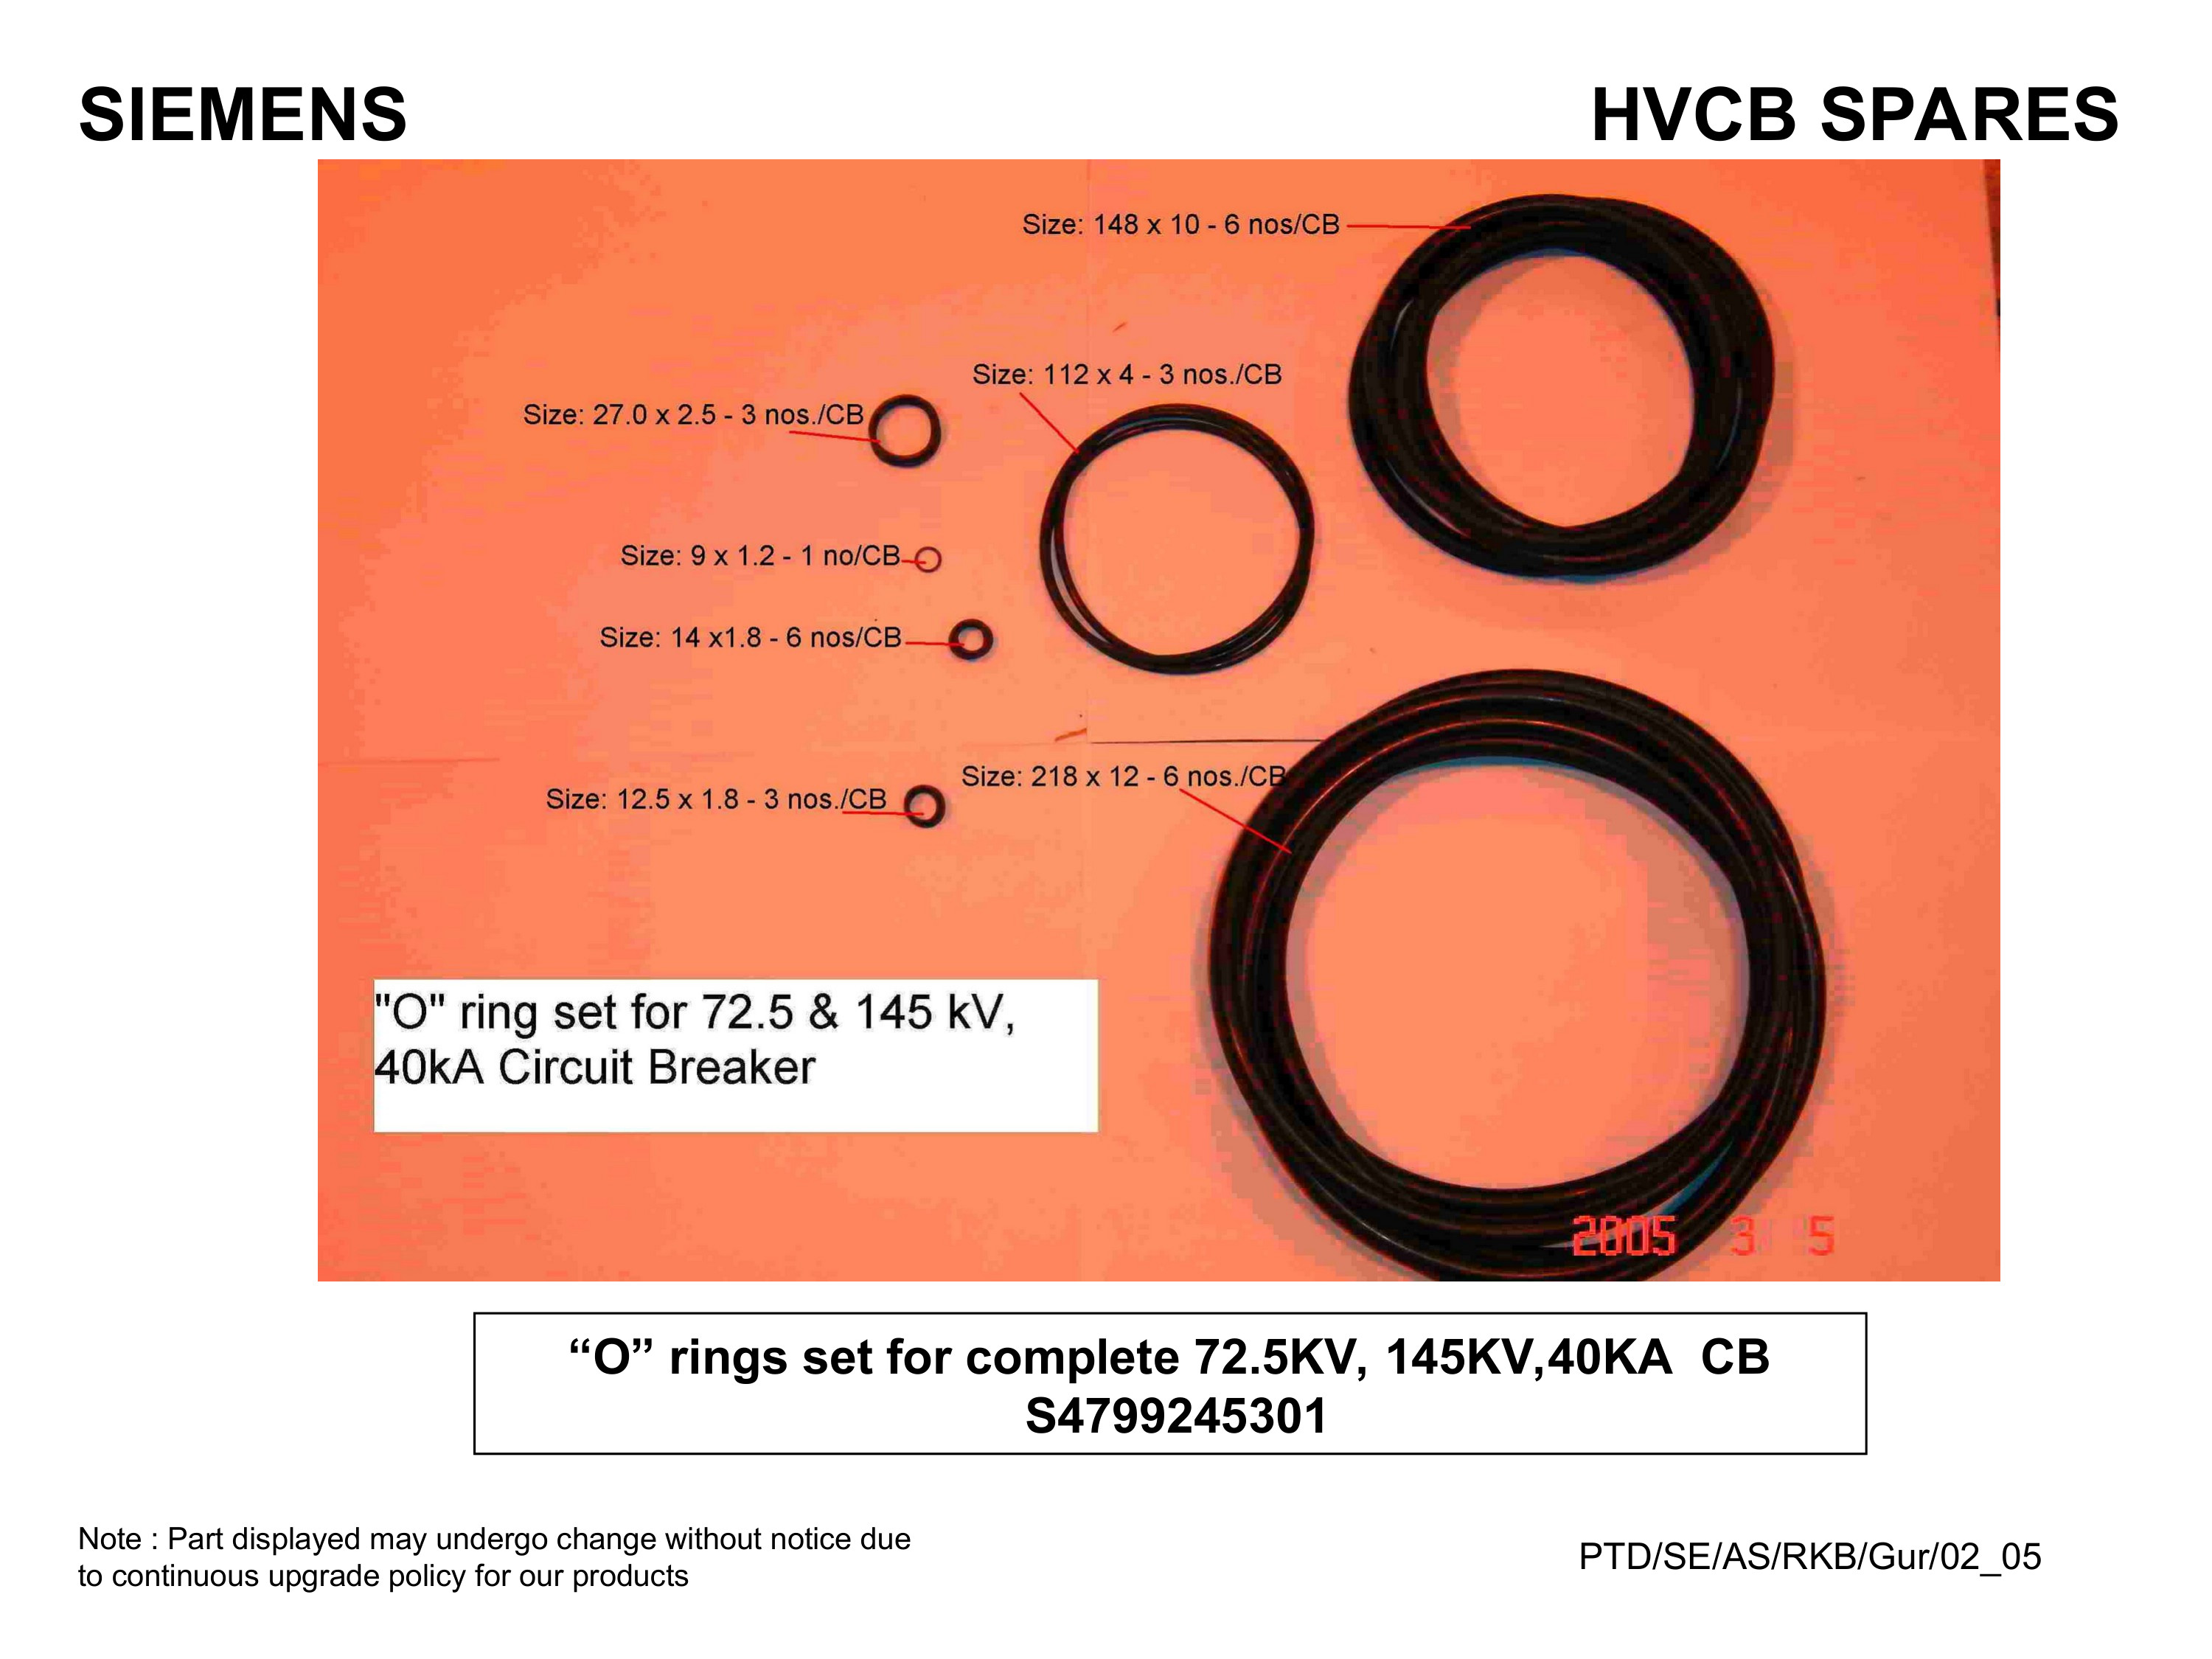 SIEMENS
HVCB SPARES
Size: 148 x 10 - 6 nos/CB
Size: 112 x 4 - 3 nos./CB
Size: 27.0 x 2.5 - 3 nos./CB
Size: 9 x 1.2 - 1 no/CB
Size: 14 x1.8 - 6 nos/CB
Size: 218 x 12 - 6 nos./CB
Size: 12.5 x 1.8 - 3 nos./CB
"O" ring set for 72.5 & 145 kV,
40kA Circuit Breaker
2005 3 5
“O” rings set for complete 72.5KV, 145KV,40KA CB
S4799245301
Note : Part displayed may undergo change without notice due
to continuous upgrade policy for our products
PTD/SE/AS/RKB/Gur/02_05